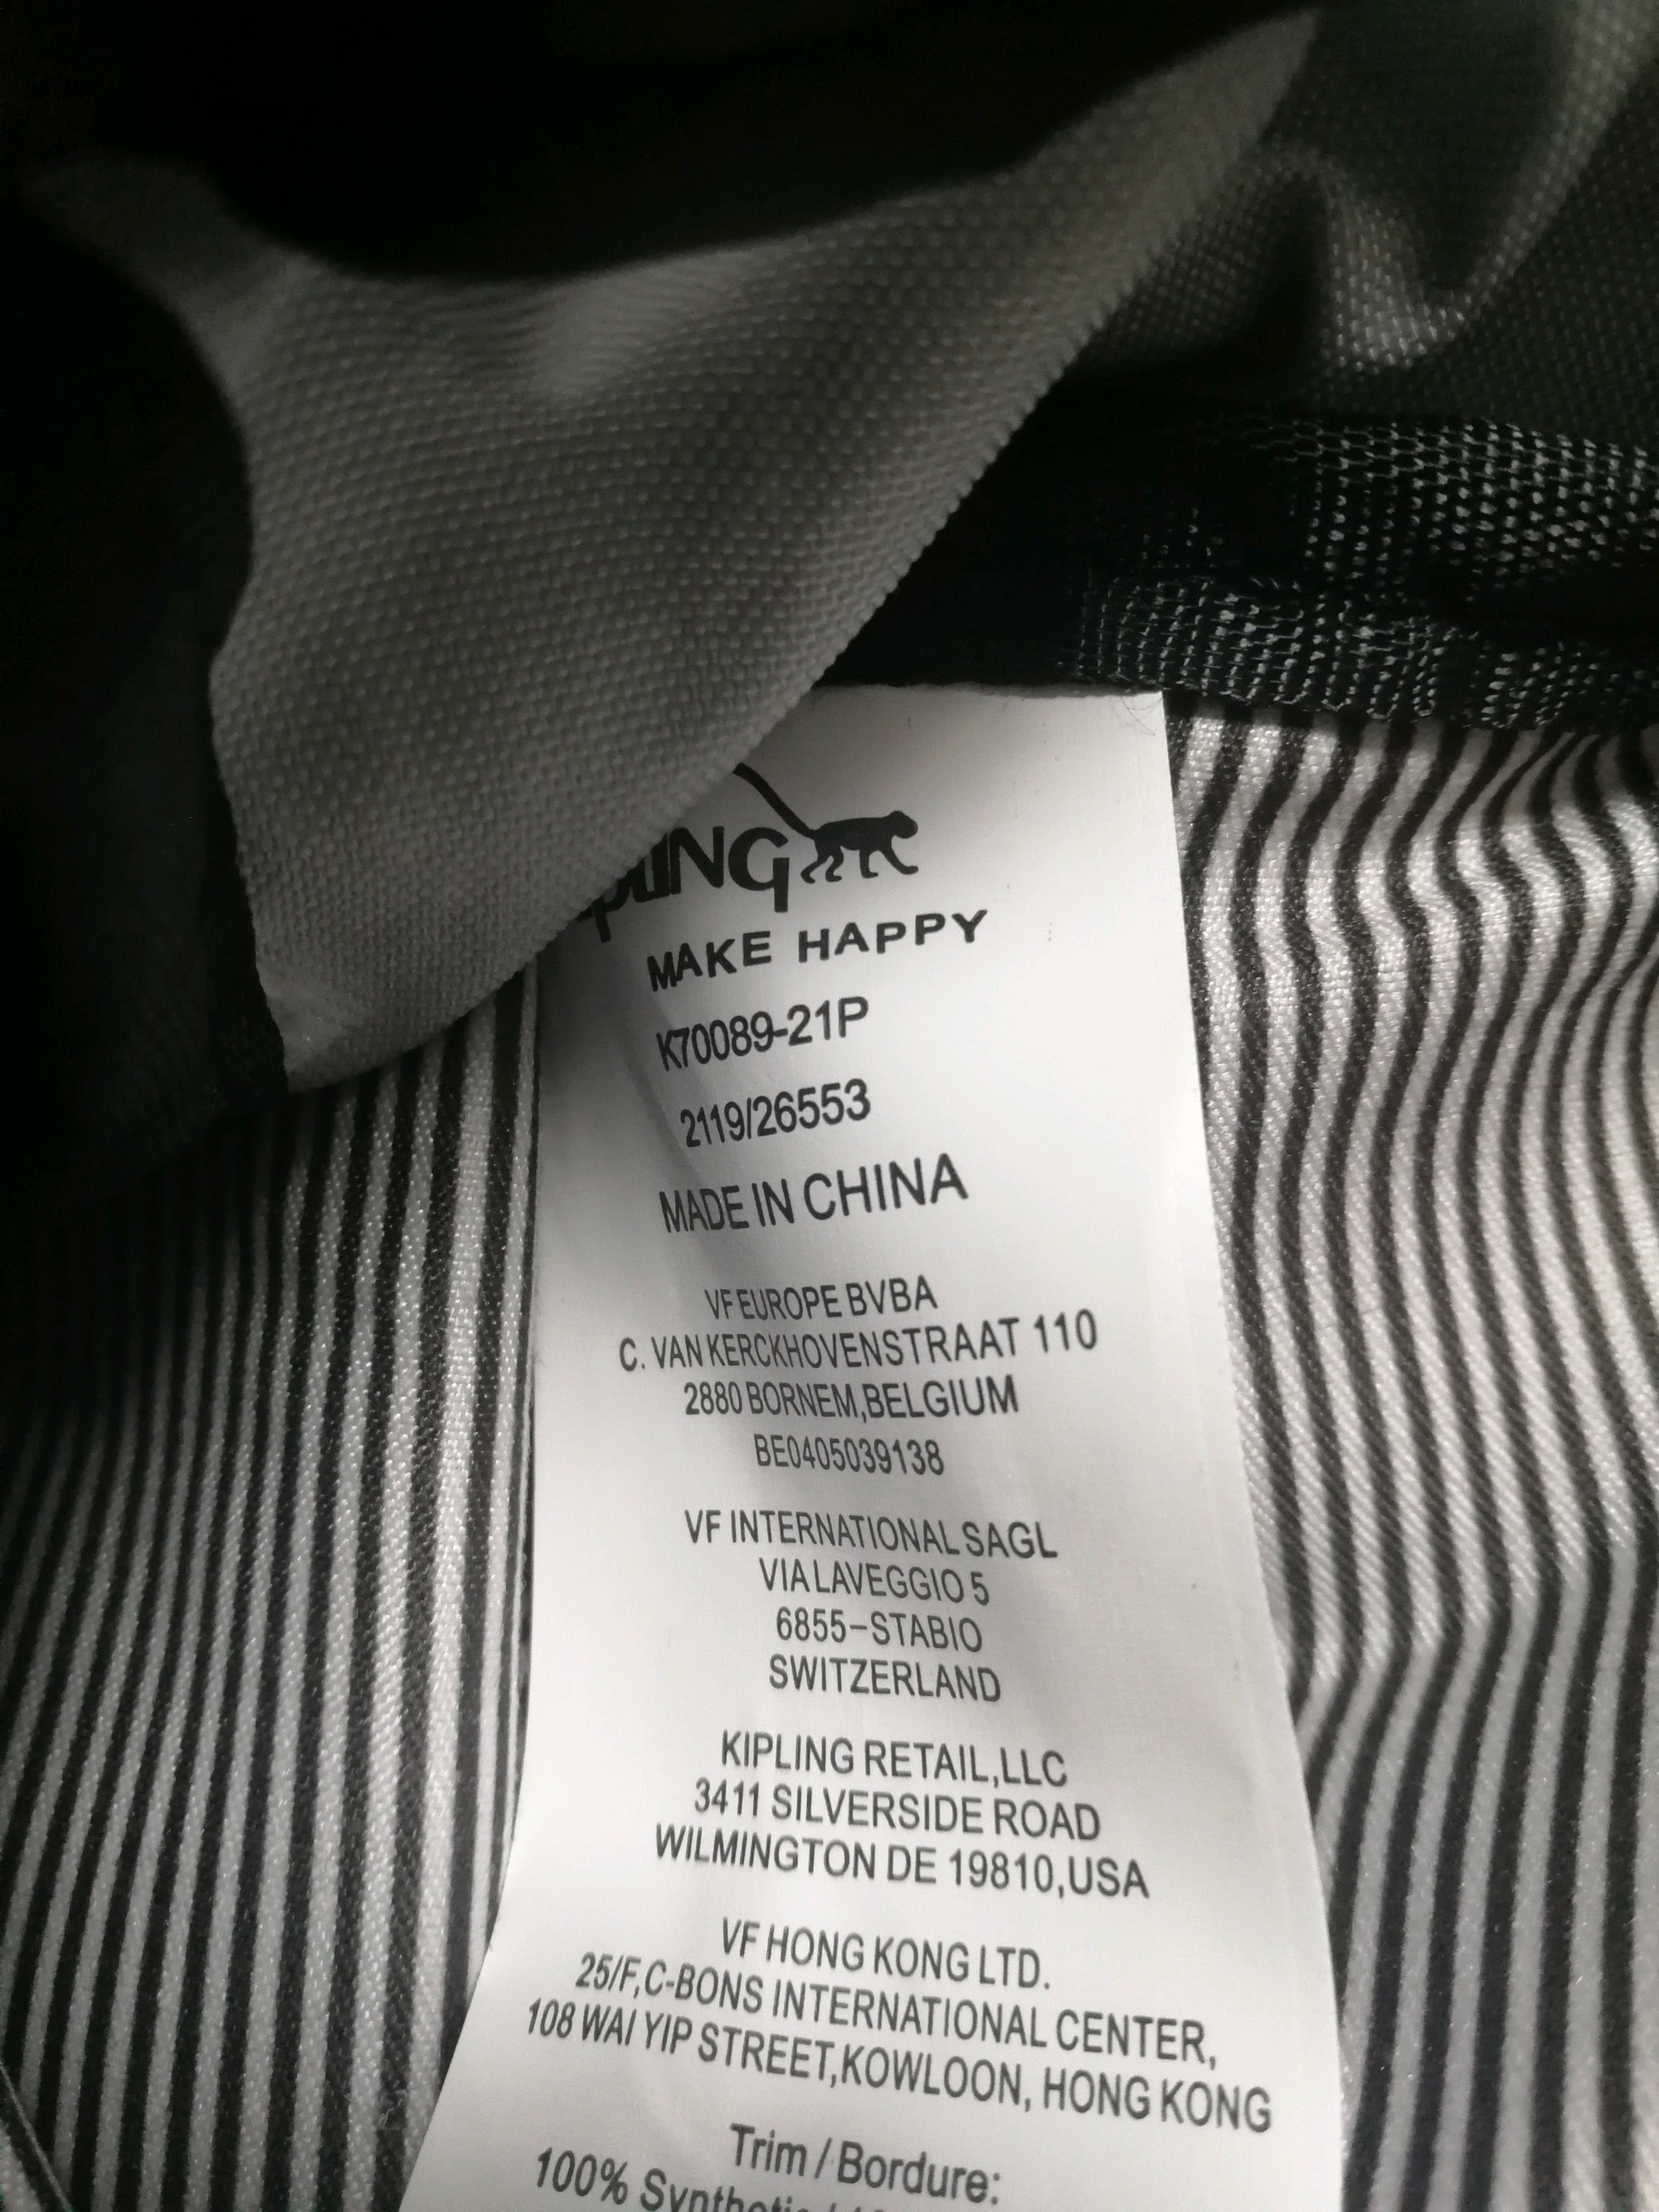 KIPLING
MAKE HAPPY
K70089-21P
2119/26553
MADE IN CHINA
VF EUROPE BVBA
C. VAN KERCKHOVENSTRAAT 110
2880 BORNEM,BELGIUM
BE0405039138
VF INTERNATIONAL SAGL
VIA LAVEGGIO 5
6855-STABIO
SWITZERLAND
KIPLING RETAIL,LLC
3411 SILVERSIDE ROAD
WILMINGTON DE 19810,USA
VF HONG KONG LTD.
25/F,C-BONS INTERNATIONAL CENTER,
108 WAI YIP STREET,KOWLOON, HONG KONG
Trim / Bordure:
100%